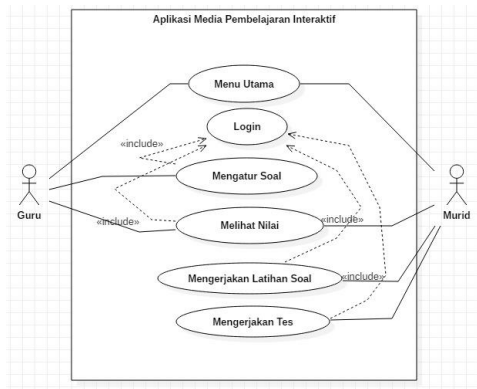 Aplikasi Media Pembelajaran Interaktif
Menu Utama
Login
«include»
Mengatur Soal
Guru
Murid
«include»
Melihat Nilai
«include»
Mengerjakan Latihan Soal
«include»
Mengerjakan Tes